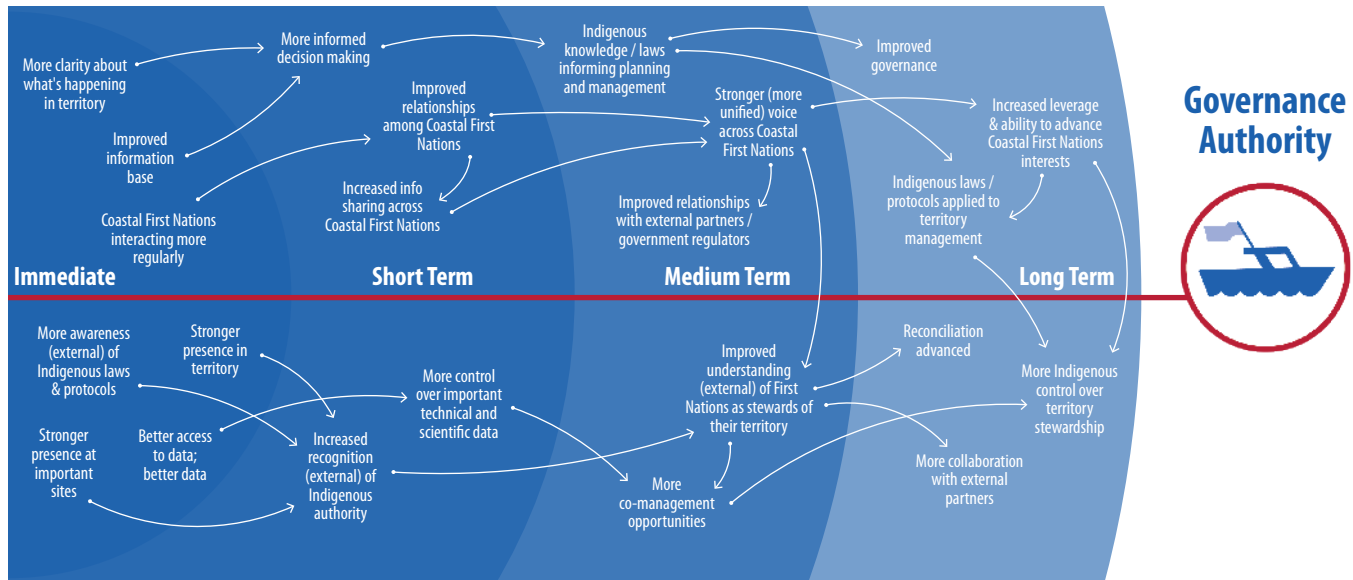 More clarity about
what's happening
in territory
More informed
decision making
Indigenous
knowledge / laws
informing planning
and management
Improved
governance
Improved
information
base
Improved
relationships
among Coastal First
Nations
Stronger (more
unified) voice
across Coastal
First Nations
Increased leverage
& ability to advance
Coastal First Nations
interests
Coastal First Nations
interacting more
regularly
Increased info
sharing across
Coastal First Nations
Improved relationships
with external partners /
government regulators
Indigenous laws /
protocols applied to
territory
management
Governance
Authority
Immediate
Short Term
Medium Term
Long Term
More awareness
(external) of
Indigenous laws
& protocols
Stronger
presence in
territory
More control
over important
technical and
scientific data
Improved
understanding
(external) of First
Nations as stewards of
their territory
Reconciliation
advanced
More Indigenous
control over
territory
stewardship
Stronger
presence at
important
sites
Better access
to data;
better data
Increased
recognition
(external) of
Indigenous
authority
More
co-management
opportunities
More collaboration
with external
partners